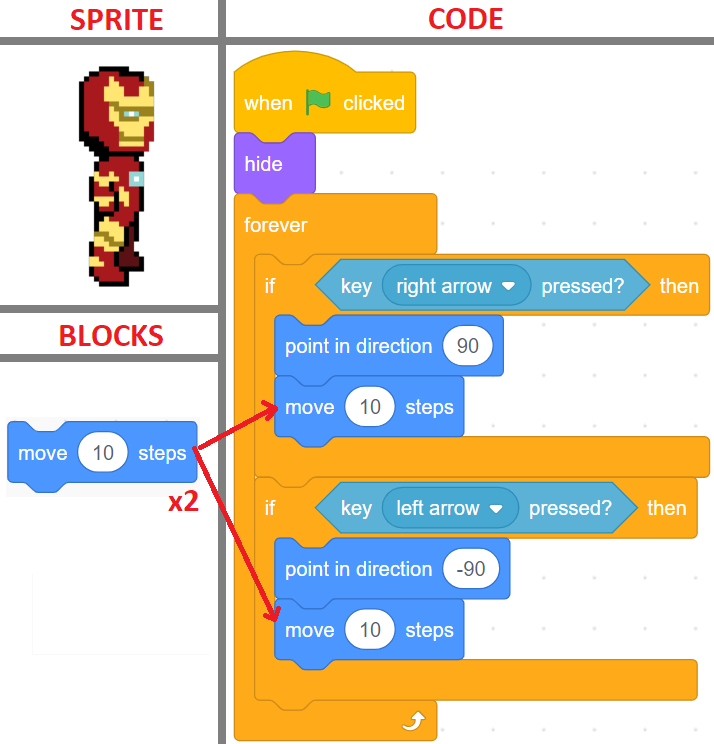 SPRITE
CODE
when clicked
hide
forever
if key right arrow pressed? then
point in direction 90
move 10 steps
BLOCKS
move 10 steps
x2
if key left arrow pressed? then
point in direction -90
move 10 steps